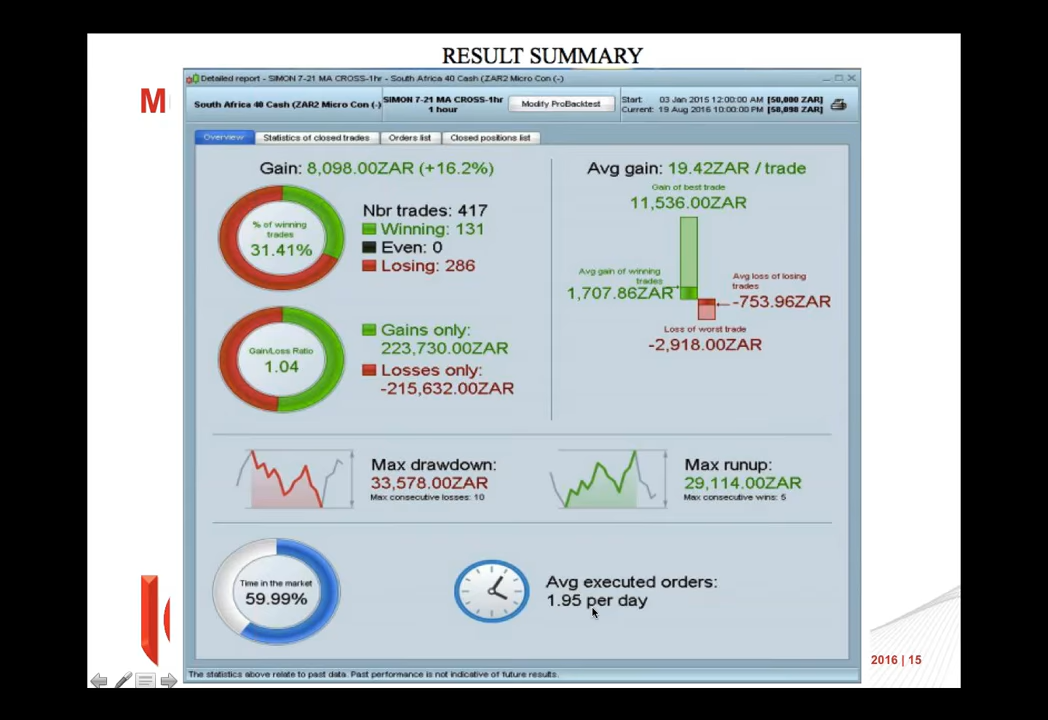 RESULT SUMMARY
Detailed report - SIMON 7-21 MA CROSS-1hr - South Africa 40 Cash (ZAR2 Micro Con (-)
M
South Africa 40 Cash (ZAR2 Micro Con (-)
SIMON 7-21 MA CROSS-1hr
1 hour
Modify ProBacktest
Start: 03 Jan 2015 12:00:00 AM [50,000 ZAR]
Current: 19 Aug 2016 10:00:00 PM [58,098 ZAR]
Overview
Statistics of closed trades
Orders list
Closed positions list
Gain: 8,098.00ZAR (+16.2%)
% of winning
trades
31.41%
Nbr trades: 417
Winning: 131
Even: 0
Losing: 286
Gain/Loss Ratio
1.04
Gains only:
223,730.00ZAR
Losses only:
-215,632.00ZAR
Avg gain: 19.42ZAR / trade
Gain of best trade
11,536.00ZAR
Avg gain of winning
trades
1,707.86ZAR
Avg loss of losing
trades
-753.96ZAR
Loss of worst trade
-2,918.00ZAR
Max drawdown:
33,578.00ZAR
Max consecutive losses: 10
Max runup:
29,114.00ZAR
Max consecutive wins: 5
Time in the market
59.99%
Avg executed orders:
1.95 per day
2016 | 15
The statistics above relate to past data. Past performance is not indicative of future results.